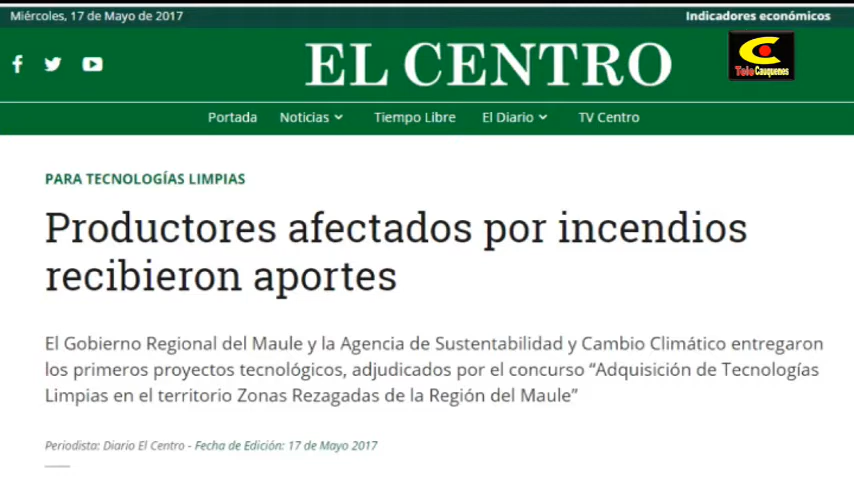 Miércoles, 17 de Mayo de 2017
Indicadores económicos
EL CENTRO
Tele Cauquenes
Portada Noticias Tiempo Libre El Diario TV Centro
PARA TECNOLOGÍAS LIMPIAS
Productores afectados por incendios
recibieron aportes
El Gobierno Regional del Maule y la Agencia de Sustentabilidad y Cambio Climático entregaron
los primeros proyectos tecnológicos, adjudicados por el concurso “Adquisición de Tecnologías
Limpias en el territorio Zonas Rezagadas de la Región del Maule”
Periodista: Diario El Centro - Fecha de Edición: 17 de Mayo 2017